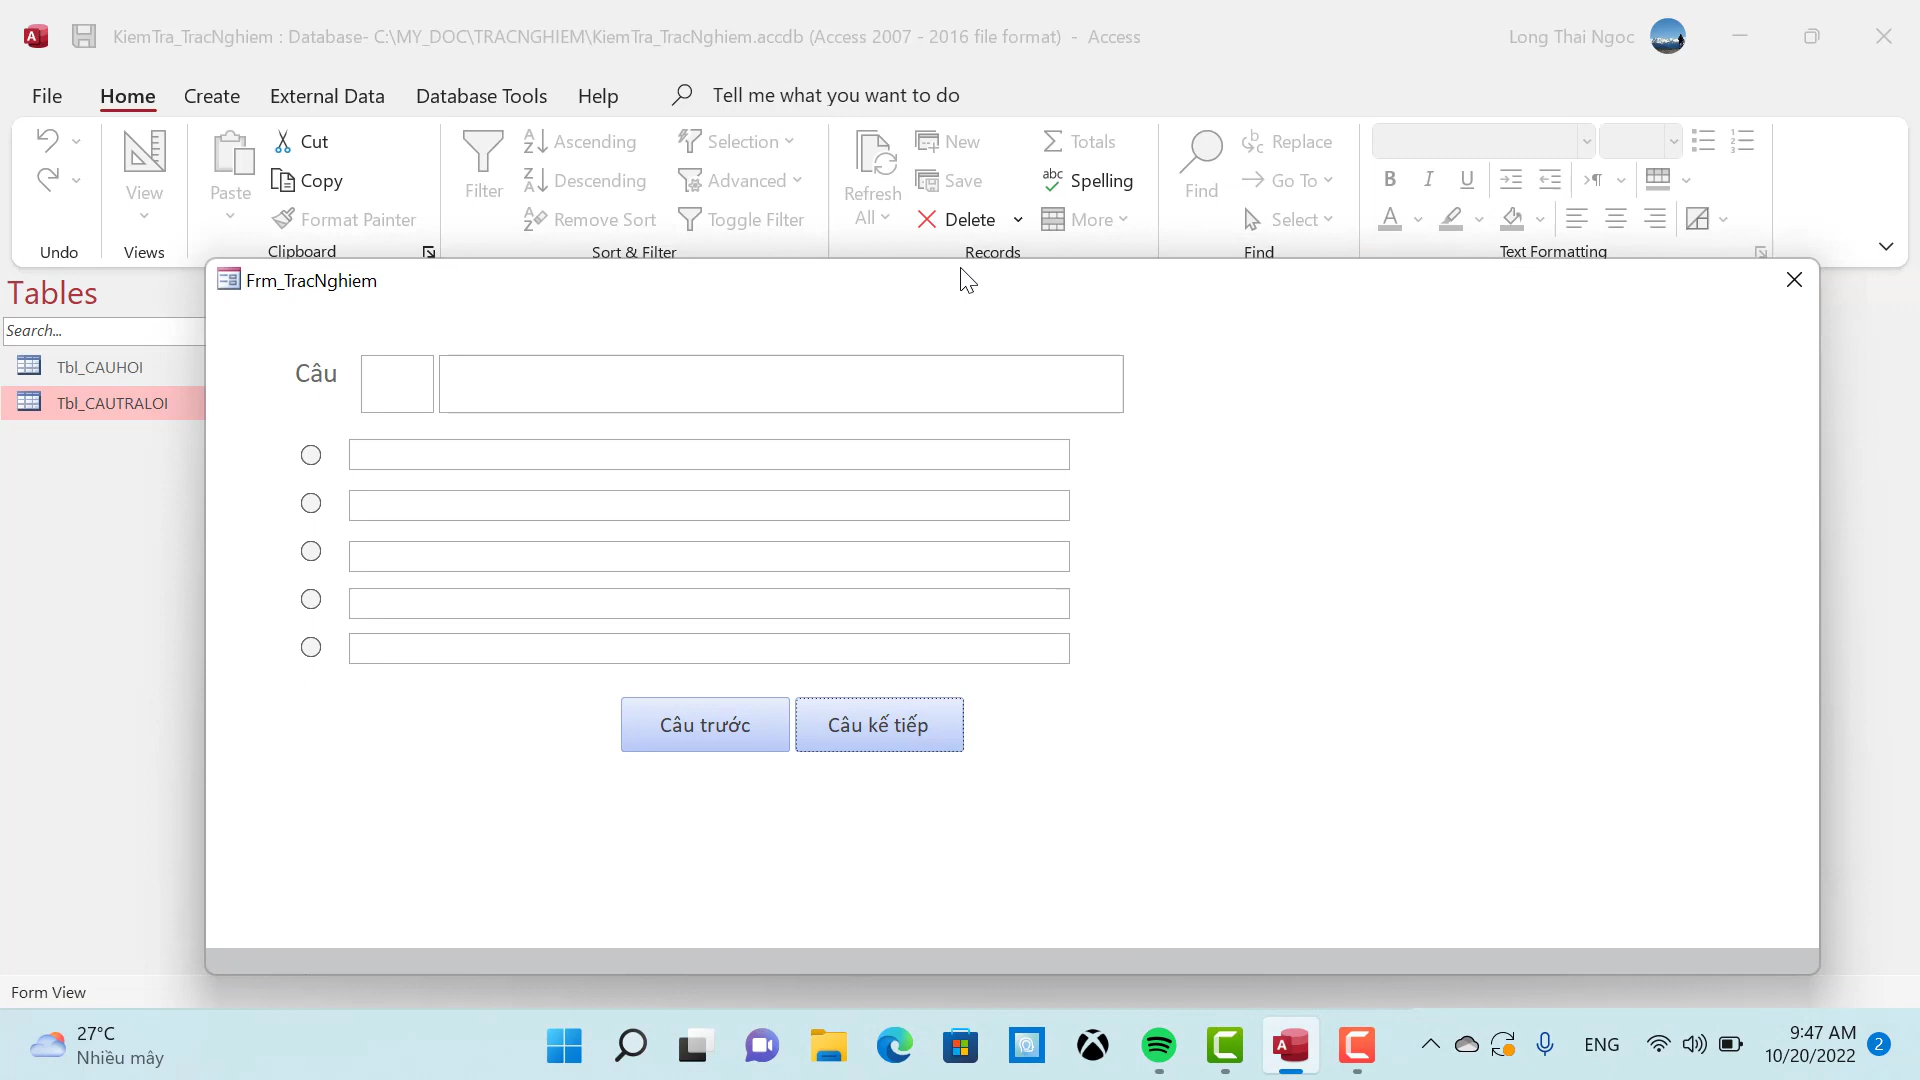 KiemTra_TracNghiem : Database- C:\MY_DOC\TRACNGHIEM\KiemTra_TracNghiem.accdb (Access 2007 - 2016 file format) - Access
Long Thai Ngoc
File Home Create External Data Database Tools Help Tell me what you want to do
Cut Ascending Selection New Totals Replace
Copy Descending Advanced Save Spelling Go To
View Paste Filter Refresh All Find
Format Painter Remove Sort Toggle Filter Delete More Select
B I U
Undo Views Clipboard Sort & Filter Records Find Text Formatting
Tables
Search...
Tbl_CAUHOI
Tbl_CAUTRALOI
Frm_TracNghiem
Câu
Câu trước Câu kế tiếp
Form View
27°C
Nhiều mây
ENG
9:47 AM
10/20/2022
2